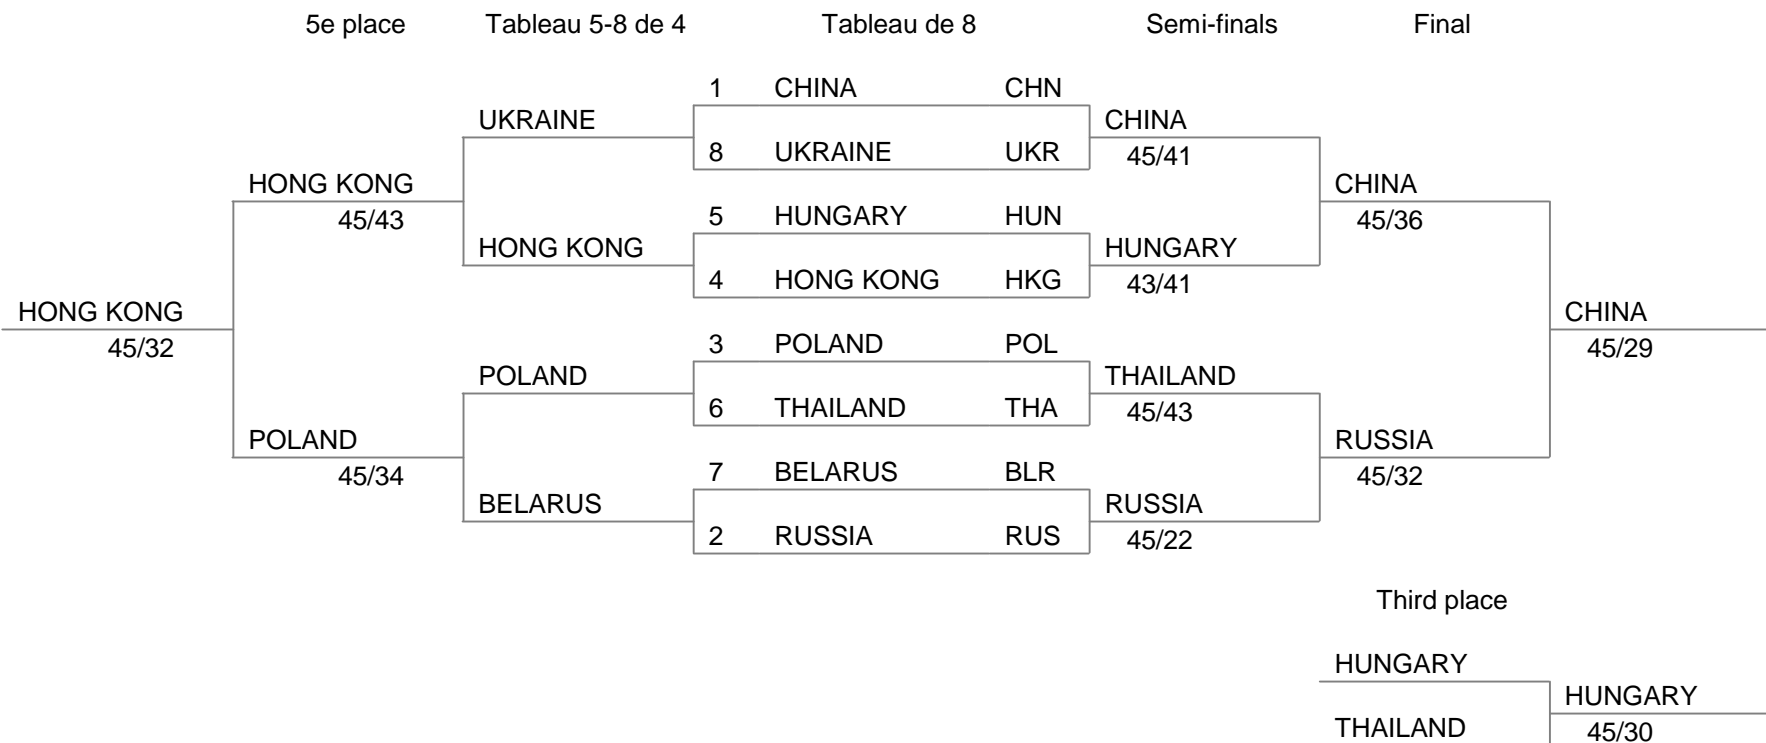 5e place Tableau 5-8 de 4 Tableau de 8 Semi-finals Final
1 CHINA CHN
UKRAINE CHINA
8 UKRAINE UKR 45/41
HONG KONG CHINA
45/43 5 HUNGARY HUN 45/36
HONG KONG HUNGARY
4 HONG KONG HKG 43/41
HONG KONG CHINA
45/32 3 POLAND POL 45/29
POLAND THAILAND
6 THAILAND THA 45/43
POLAND RUSSIA
45/34 7 BELARUS BLR 45/32
BELARUS RUSSIA
2 RUSSIA RUS 45/22
Third place
HUNGARY
HUNGARY
THAILAND 45/30